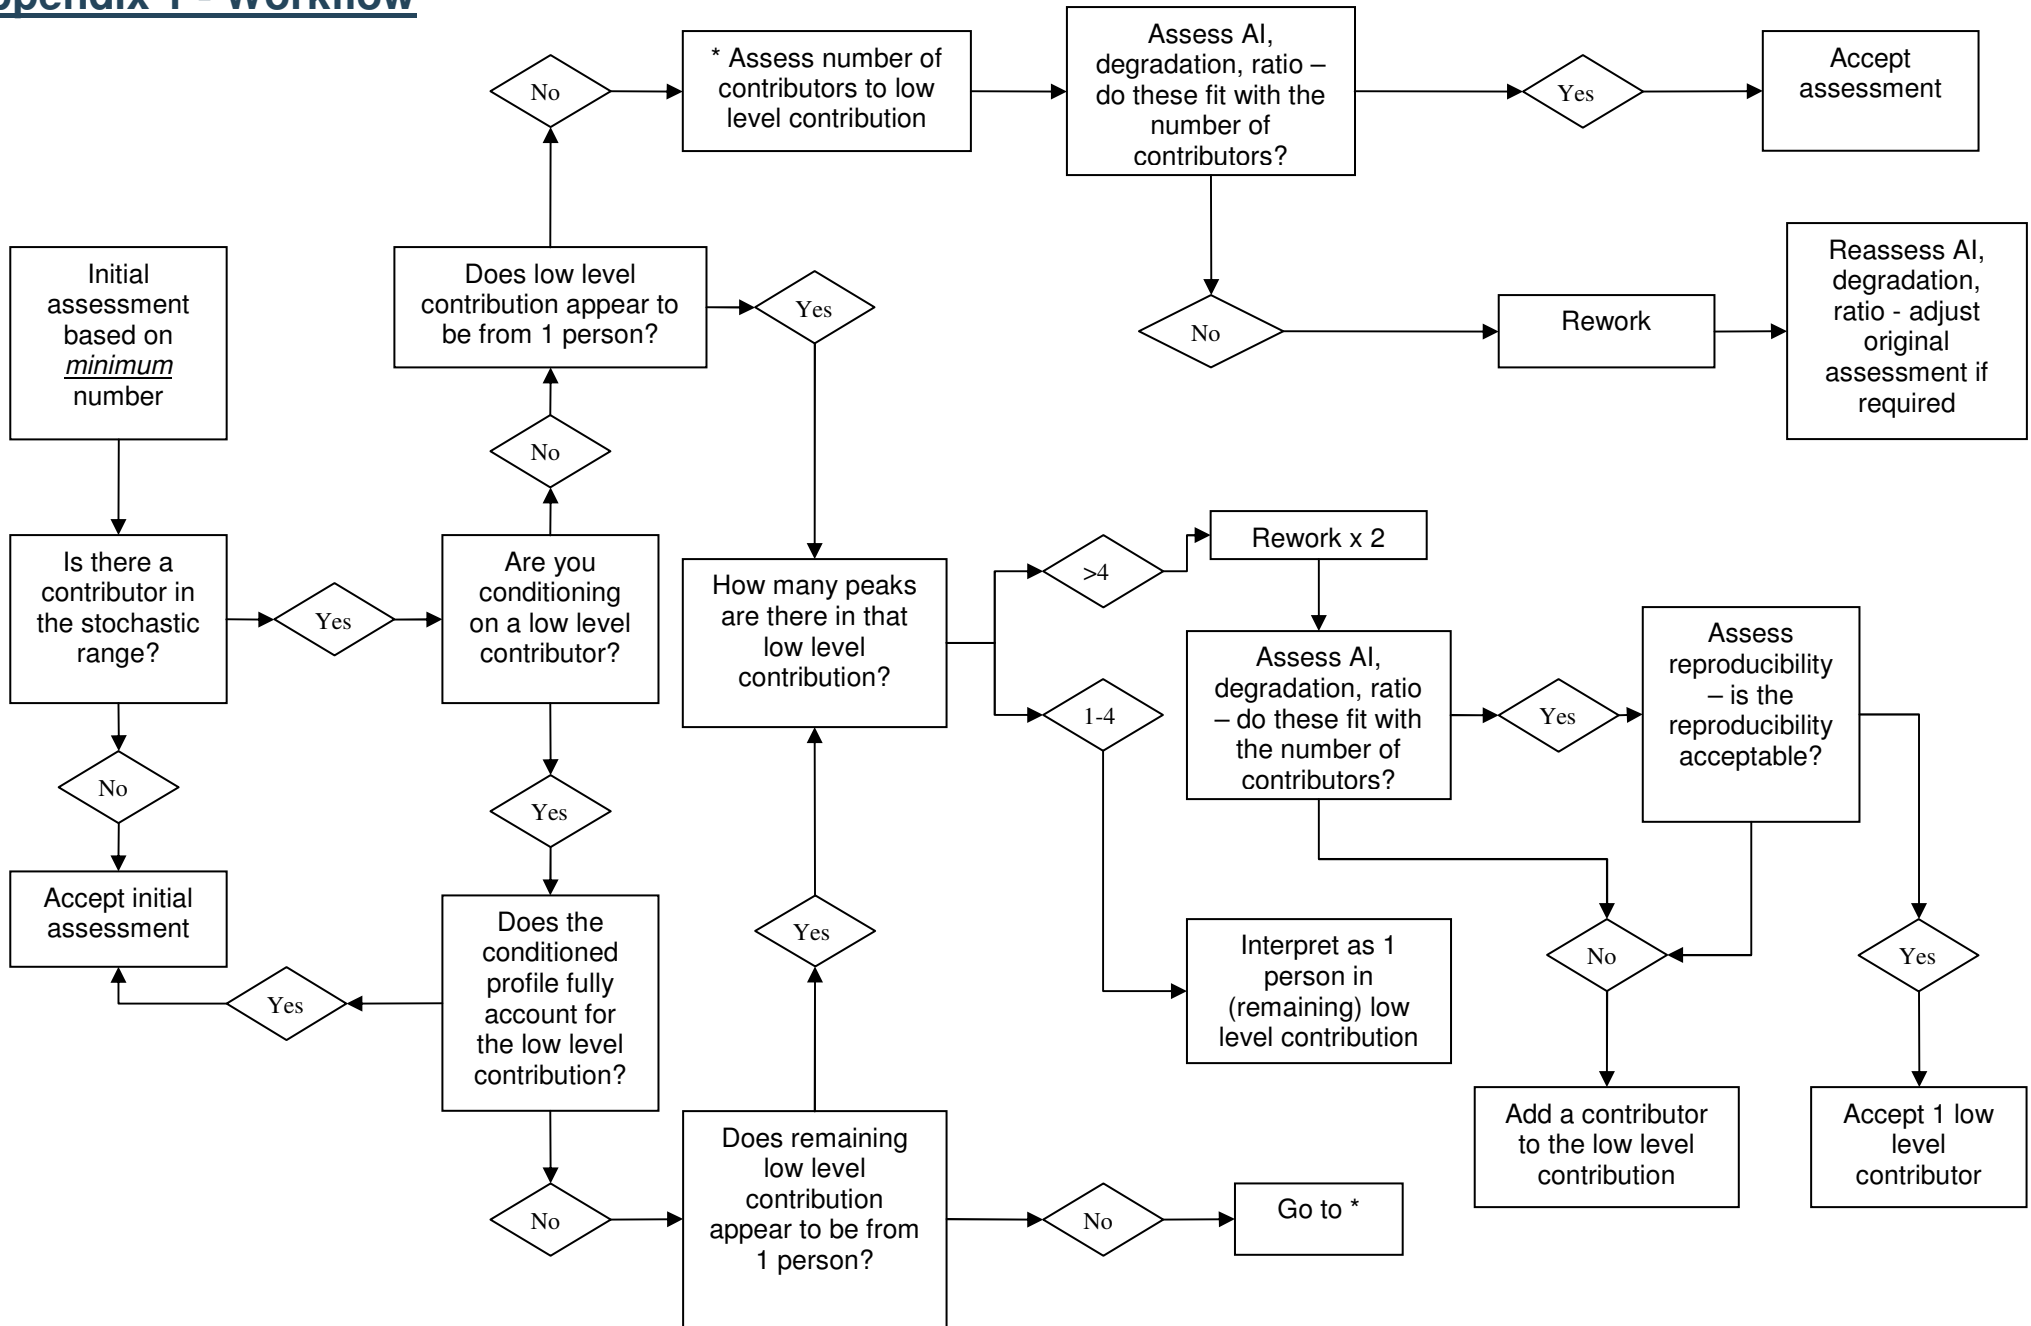 Appendix 1 - Workflow
No
* Assess number of
contributors to low
level contribution
Assess AI,
degradation, ratio –
do these fit with the
number of
contributors?
Yes
Accept
assessment
Initial
assessment
based on
minimum
number
Does low level
contribution appear to
be from 1 person?
Yes
No
Rework
Reassess AI,
degradation,
ratio - adjust
original
assessment if
required
No
Is there a
contributor in
the stochastic
range?
Yes
Are you
conditioning
on a low level
contributor?
How many peaks
are there in that
low level
contribution?
>4
Rework x 2
1-4
Assess AI,
degradation, ratio
– do these fit with
the number of
contributors?
Yes
Assess
reproducibility
– is the
reproducibility
acceptable?
No
Yes
Accept initial
assessment
Yes
Does the
conditioned
profile fully
account for
the low level
contribution?
Yes
Interpret as 1
person in
(remaining) low
level contribution
No
Yes
Add a contributor
to the low level
contribution
Accept 1 low
level
contributor
No
Does remaining
low level
contribution
appear to be from
1 person?
No
Go to *